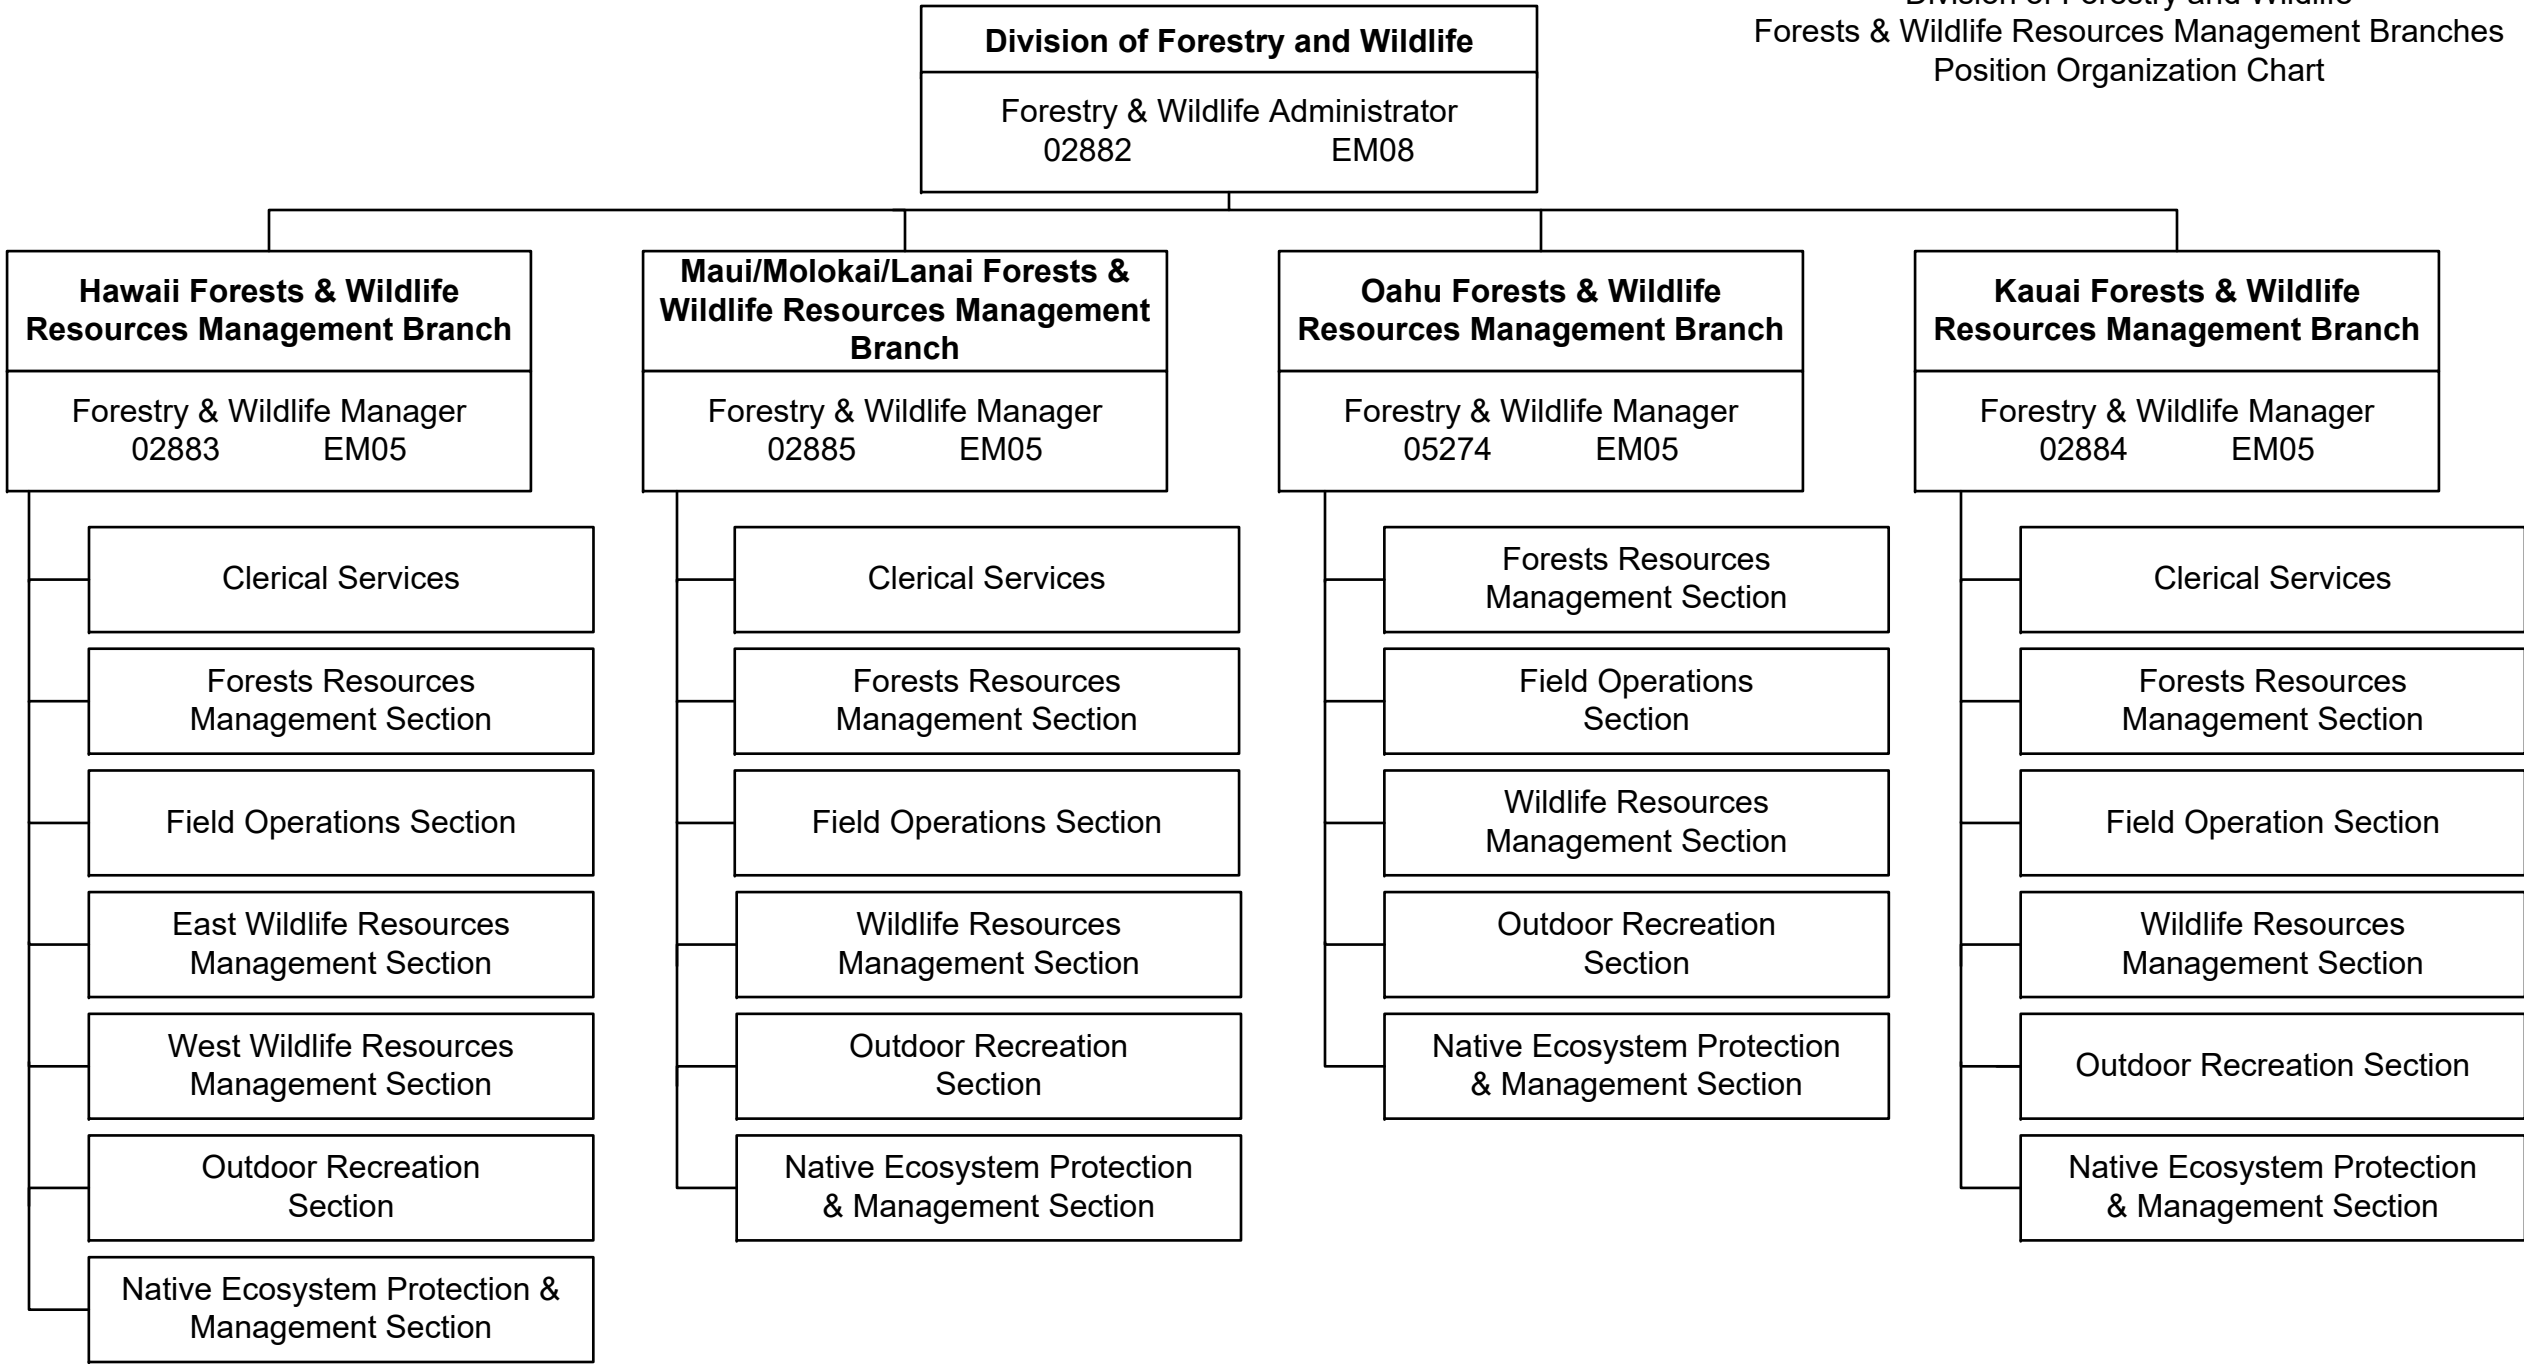 Division of Forestry and Wildlife
Forests & Wildlife Resources Management Branches
Position Organization Chart
Division of Forestry and Wildlife
Forestry & Wildlife Administrator
02882 EM08
Hawaii Forests & Wildlife
Resources Management Branch
Forestry & Wildlife Manager
02883 EM05
Clerical Services
Forests Resources
Management Section
Field Operations Section
East Wildlife Resources
Management Section
West Wildlife Resources
Management Section
Outdoor Recreation
Section
Native Ecosystem Protection &
Management Section
Maui/Molokai/Lanai Forests &
Wildlife Resources Management
Branch
Forestry & Wildlife Manager
02885 EM05
Clerical Services
Forests Resources
Management Section
Field Operations Section
Wildlife Resources
Management Section
Outdoor Recreation
Section
Native Ecosystem Protection
& Management Section
Oahu Forests & Wildlife
Resources Management Branch
Forestry & Wildlife Manager
05274 EM05
Forests Resources
Management Section
Field Operations
Section
Wildlife Resources
Management Section
Outdoor Recreation
Section
Native Ecosystem Protection
& Management Section
Kauai Forests & Wildlife
Resources Management Branch
Forestry & Wildlife Manager
02884 EM05
Clerical Services
Forests Resources
Management Section
Field Operation Section
Wildlife Resources
Management Section
Outdoor Recreation Section
Native Ecosystem Protection
& Management Section